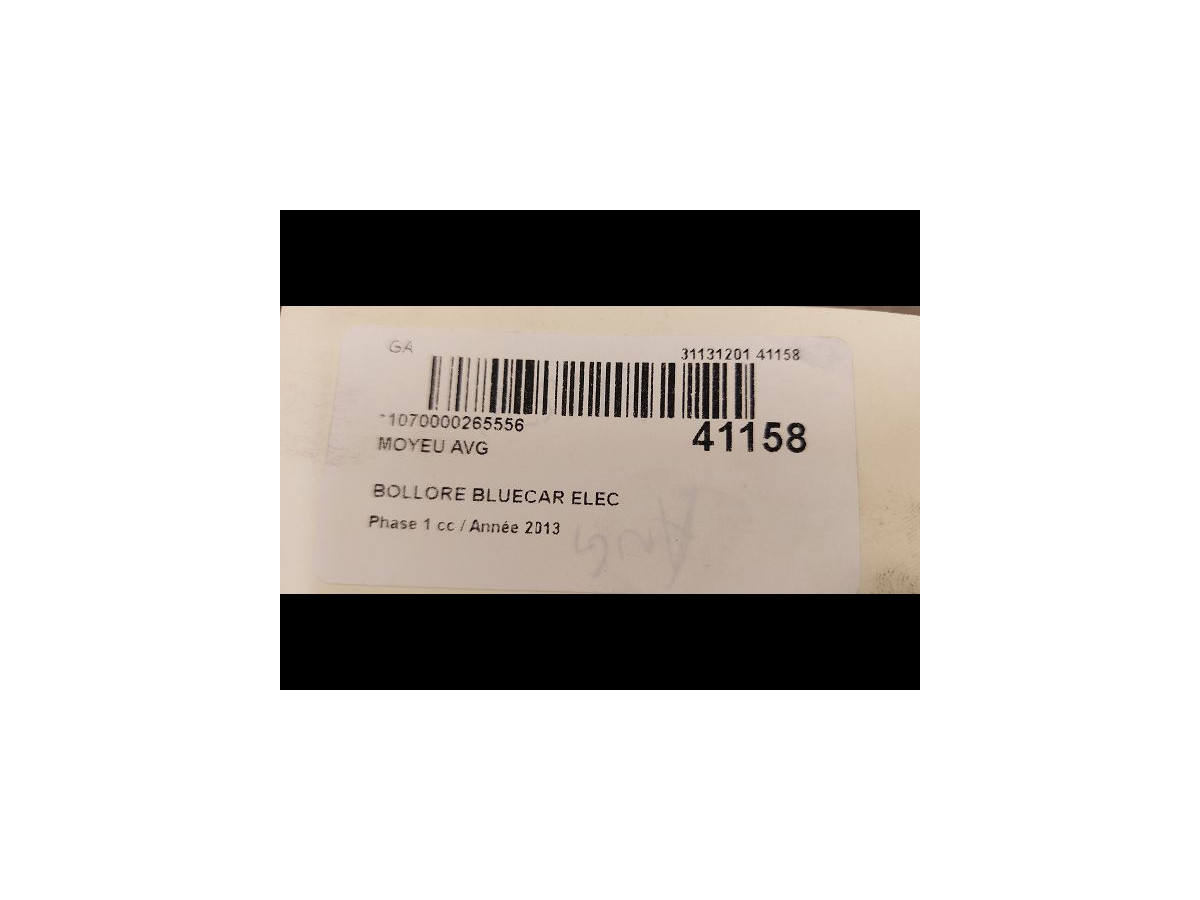 GA
31131201 41158
*1070000265556
41158
MOYEU AVG
BOLLORE BLUECAR ELEC
Phase 1 cc / Année 2013